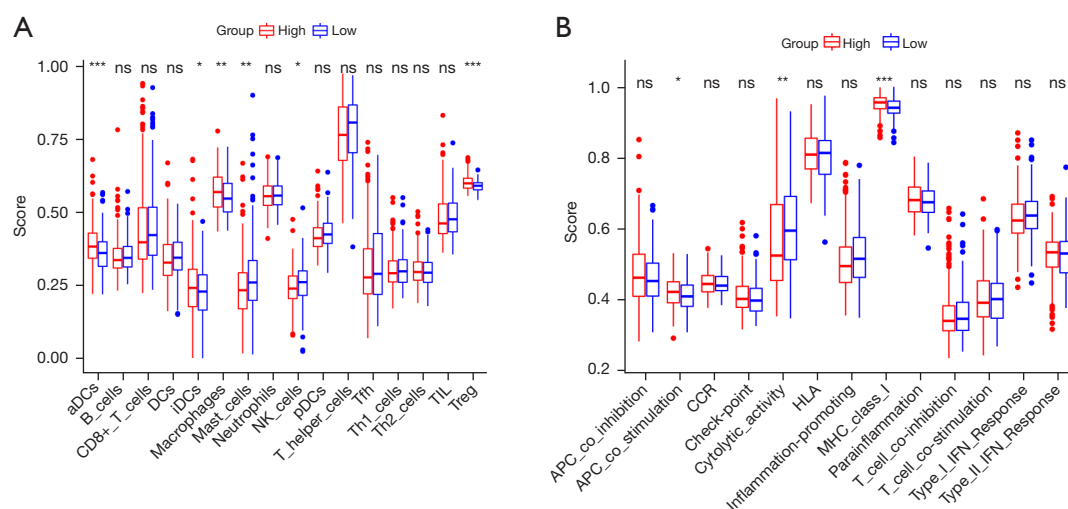 A
Group High Low
*** ns ns ns * ** ** ns * ns ns ns ns ns ns ***
Score
1.00
0.75
0.50
0.25
0.00
aDCs
B_cells
CD8+_T_cells
DCs
iDCs
Macrophages
Mast_cells
Neutrophils
NK_cells
pDCs
T_helper_cells
Tfh
Th1_cells
Th2_cells
TIL
Treg
B
Group High Low
ns * ns ns ** ns ns *** ns ns ns ns ns
Score
1.0
0.8
0.6
0.4
0.2
APC_co_inhibition
APC_co_stimulation
CCR
Check-point
Cytolytic_activity
HLA
Inflammation-promoting
MHC_class_I
Parainflammation
T_cell_co-inhibition
T_cell_co-stimulation
Type_I_IFN_Response
Type_II_IFN_Response